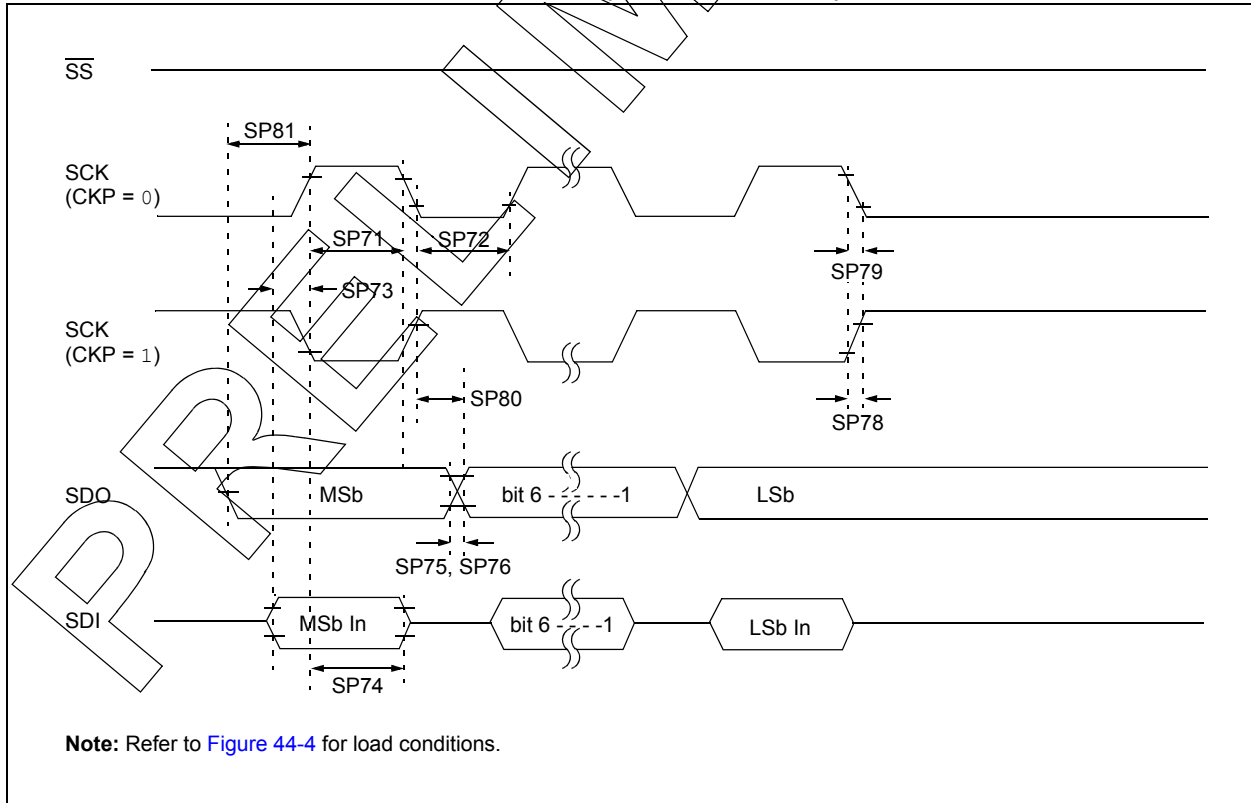 SS
SP81
SCK
(CKP = 0)
SP71
SP72
SP79
SP73
SCK
(CKP = 1)
SP80
SP78
SDO
MSb
bit 6 - - - - - - -1
LSb
SP75, SP76
SDI
MSb In
bit 6 - - - - -1
LSb In
SP74
Note: Refer to Figure 44-4 for load conditions.
PRELIM